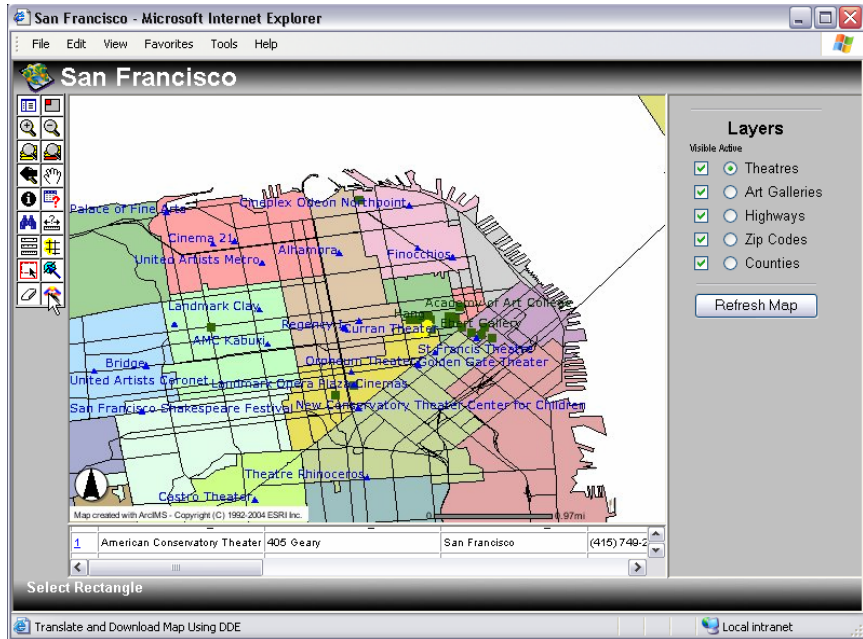 San Francisco - Microsoft Internet Explorer
File Edit View Favorites Tools Help
San Francisco
Palace of Fine Arts
Cineplex Odeon Northpoint
Cinema 21
United Artists Metro
Alhambra
Finocchios
Landmark Clay
Academy of Art College
Hang
Ebert Gallery
Regency I
Curran Theater
AMC Kabuki
St Francis Theatre
Bridge
Orpheum Theater
Golden Gate Theater
United Artists Coronet
Landmark Opera Plaza Cinemas
San Francisco Shakespeare Festival
New Conservatory Theater Center for Children
Theatre Rhinoceros
Castro Theater
N
Map created with ArcIMS - Copyright (C) 1992-2004 ESRI Inc.
0 0.97mi
Layers
Visible Active
Theatres
Art Galleries
Highways
Zip Codes
Counties
Refresh Map
1 American Conservatory Theater 405 Geary San Francisco (415) 749-2
Select Rectangle
Translate and Download Map Using DDE Local intranet